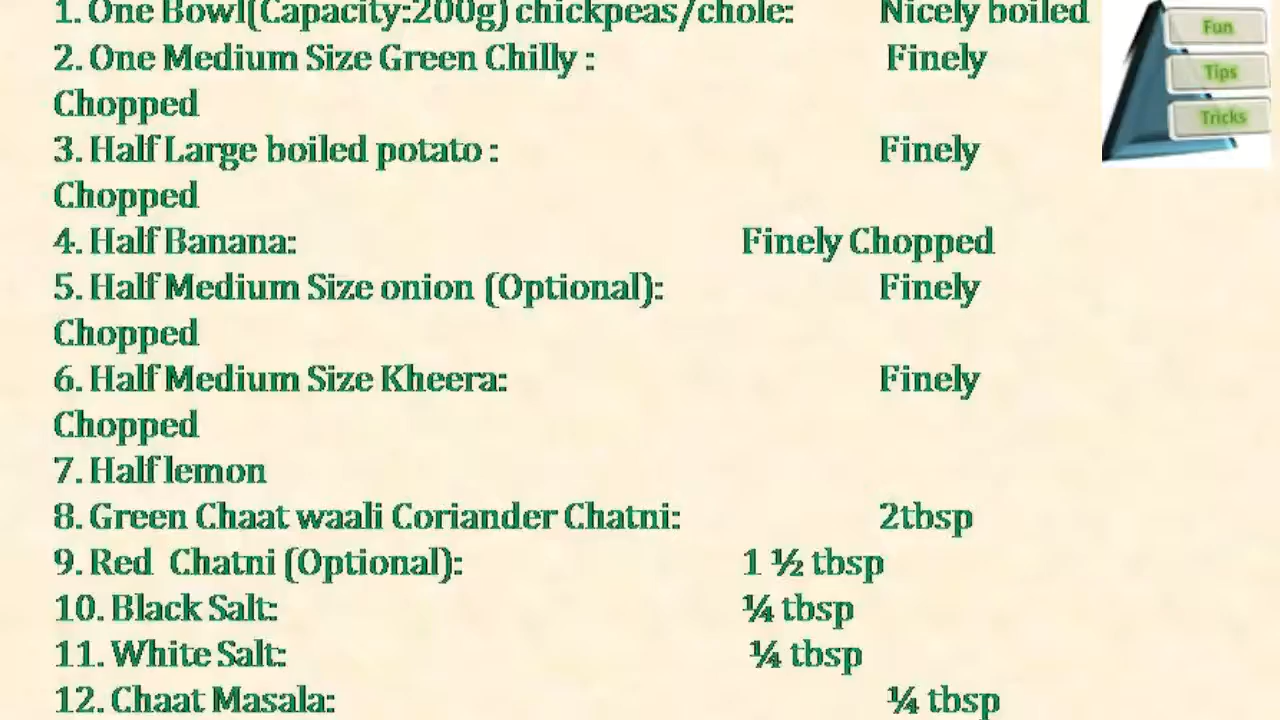 1. One Bowl(Capacity:200g) chickpeas/chole: Nicely boiled
2. One Medium Size Green Chilly : Finely
Chopped
3. Half Large boiled potato : Finely
Chopped
4. Half Banana: Finely Chopped
5. Half Medium Size onion (Optional): Finely
Chopped
6. Half Medium Size Kheera: Finely
Chopped
7. Half lemon
8. Green Chaat waali Coriander Chatni: 2tbsp
9. Red Chatni (Optional): 1 ½ tbsp
10. Black Salt: ¼ tbsp
11. White Salt: ¼ tbsp
12. Chaat Masala: ¼ tbsp
Fun
Tips
Tricks